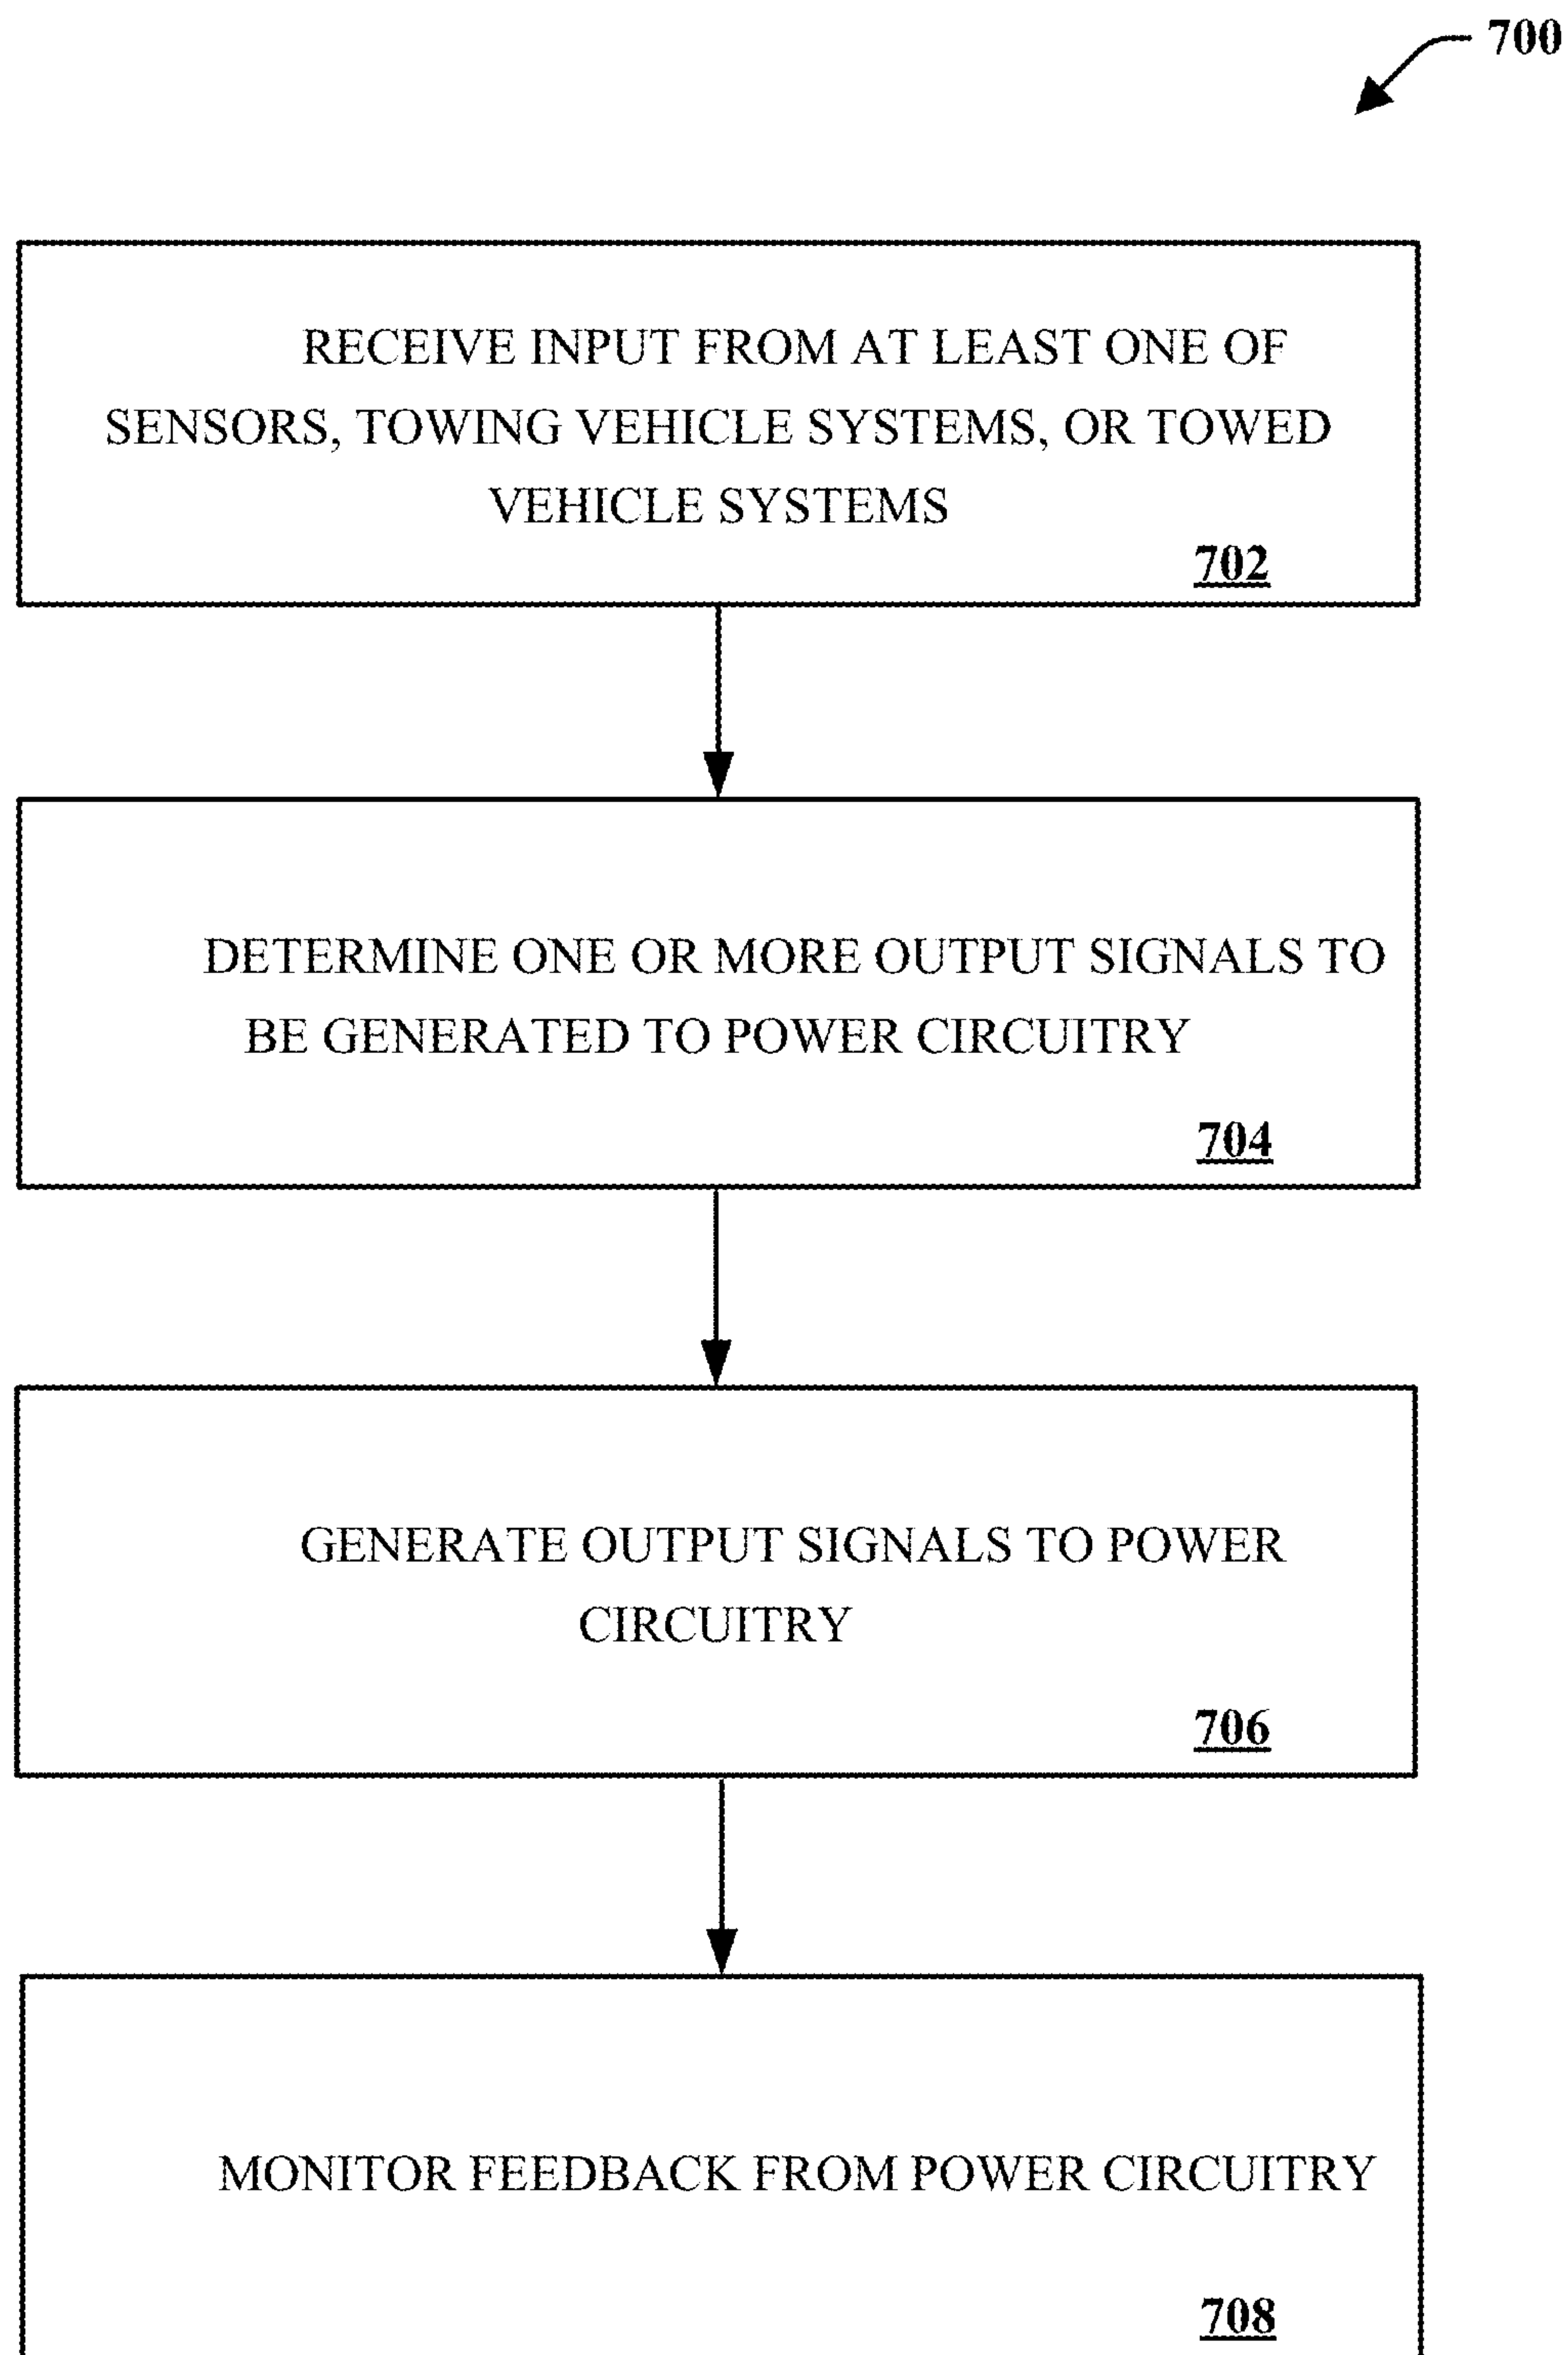 700
RECEIVE INPUT FROM AT LEAST ONE OF
SENSORS, TOWING VEHICLE SYSTEMS, OR TOWED
VEHICLE SYSTEMS
702
DETERMINE ONE OR MORE OUTPUT SIGNALS TO
BE GENERATED TO POWER CIRCUITRY
704
GENERATE OUTPUT SIGNALS TO POWER
CIRCUITRY
706
MONITOR FEEDBACK FROM POWER CIRCUITRY
708